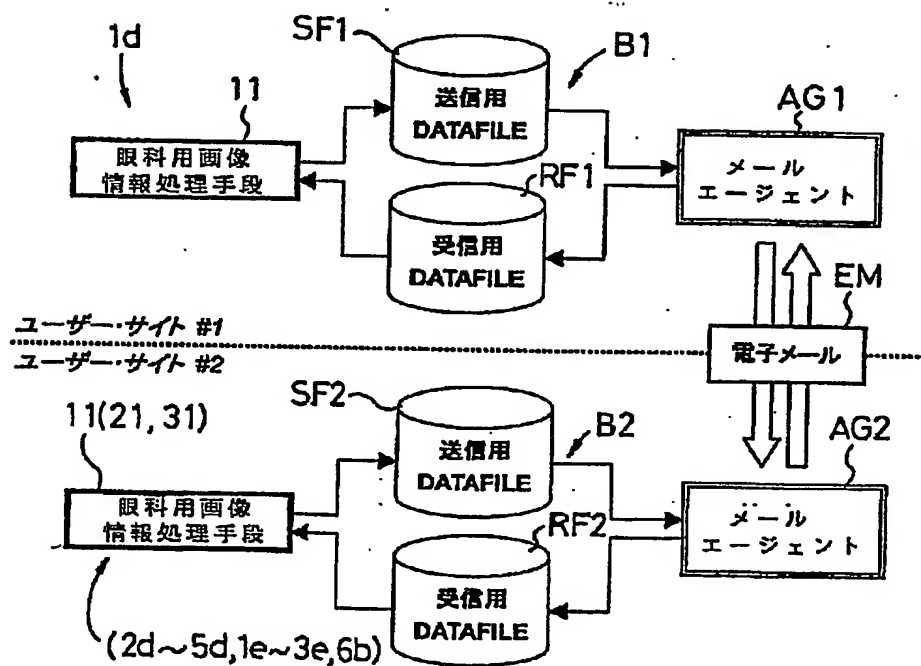 1d
11
SF1
B1
AG1
送信用
DATAFILE
眼科用画像
情報処理手段
メール
エージェント
RF1
受信用
DATAFILE
EM
ユーザー・サイト #1
電子メール
ユーザー・サイト #2
SF2
B2
AG2
11(21,31)
送信用
DATAFILE
眼科用画像
情報処理手段
メール
エージェント
RF2
受信用
DATAFILE
(2d~5d,1e~3e,6b)